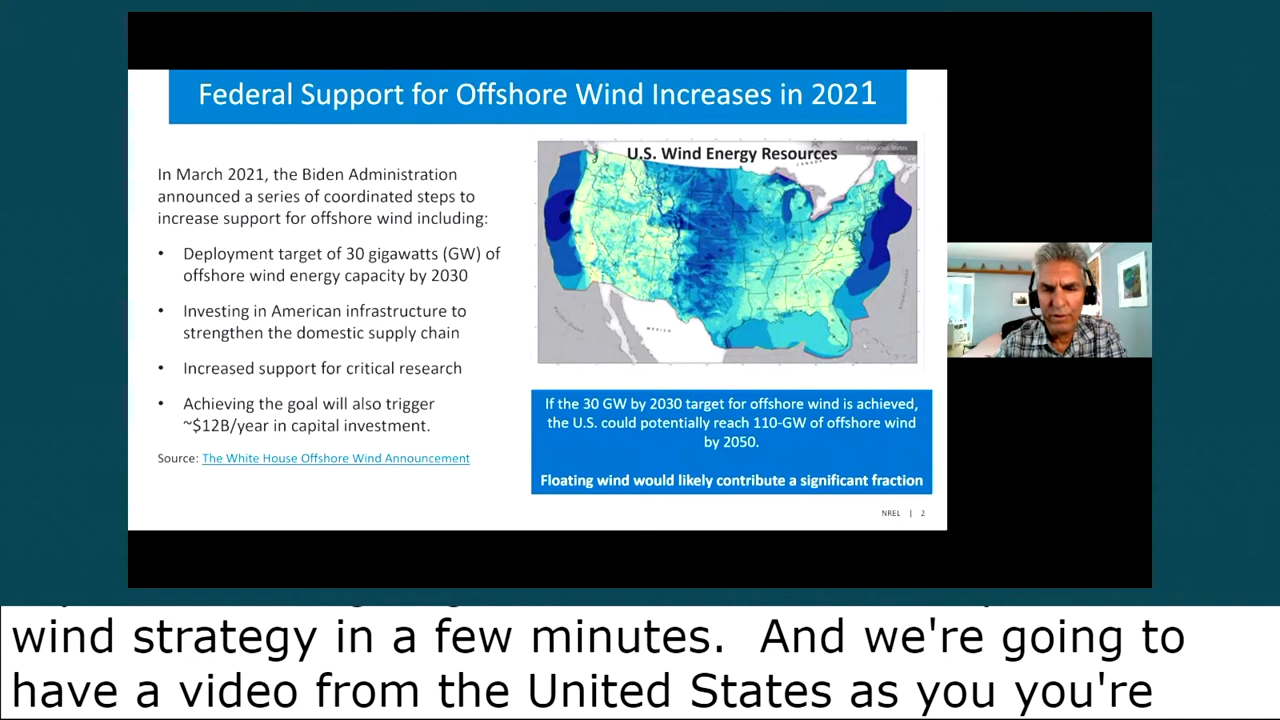 Federal Support for Offshore Wind Increases in 2021
In March 2021, the Biden Administration
announced a series of coordinated steps to
increase support for offshore wind including:
• Deployment target of 30 gigawatts (GW) of
offshore wind energy capacity by 2030
• Investing in American infrastructure to
strengthen the domestic supply chain
• Increased support for critical research
• Achieving the goal will also trigger
~$12B/year in capital investment.
Source: The White House Offshore Wind Announcement
U.S. Wind Energy Resources
Contiguous States
MEXICO
If the 30 GW by 2030 target for offshore wind is achieved,
the U.S. could potentially reach 110-GW of offshore wind
by 2050.
Floating wind would likely contribute a significant fraction
NREL | 2
wind strategy in a few minutes.  And we're going to
have a video from the United States as you you're